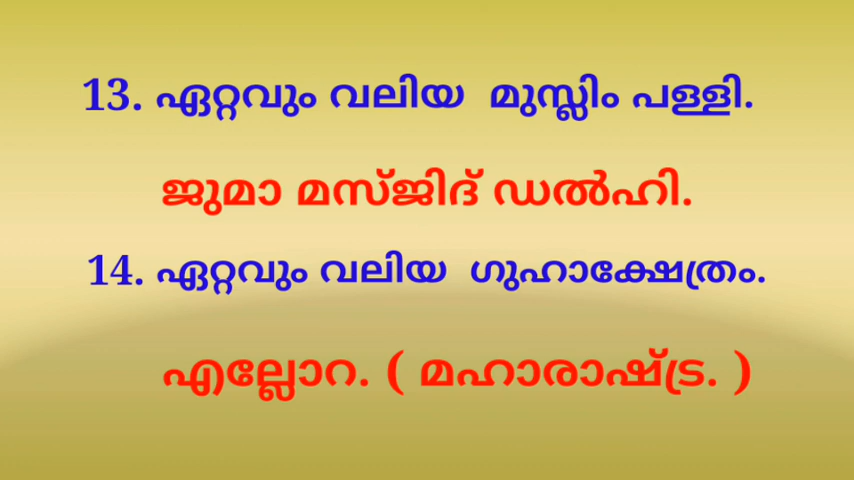 13. ഏറ്റവും വലിയ മുസ്ലിം പള്ളി.
ജുമാ മസ്ജിദ് ഡൽഹി.
14. ഏറ്റവും വലിയ ഗുഹാക്ഷേത്രം.
എല്ലോറ. ( മഹാരാഷ്ട്ര. )